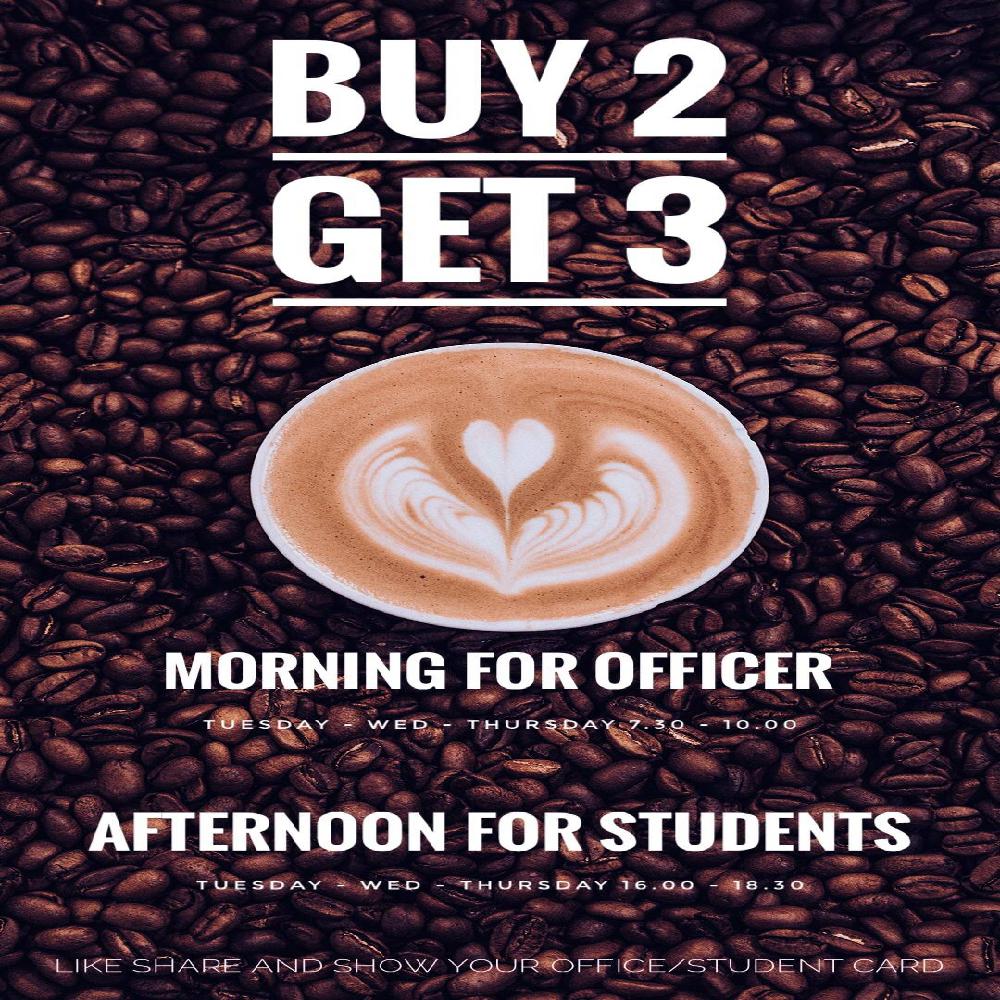 BUY 2
GET 3
MORNING FOR OFFICER
TUESDAY - WED - THURSDAY 7.30 - 10.00
AFTERNOON FOR STUDENTS
TUESDAY - WED - THURSDAY 16.00 - 18.30
LIKE SHARE AND SHOW YOUR OFFICE/STUDENT CARD